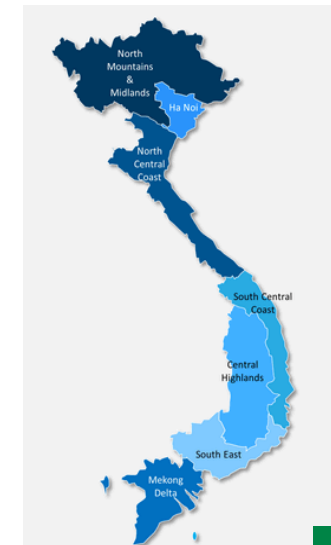 North
Mountains
&
Midlands
Ha Noi
North
Central
Coast
South Central
Coast
Central
Highlands
South East
Mekong
Delta